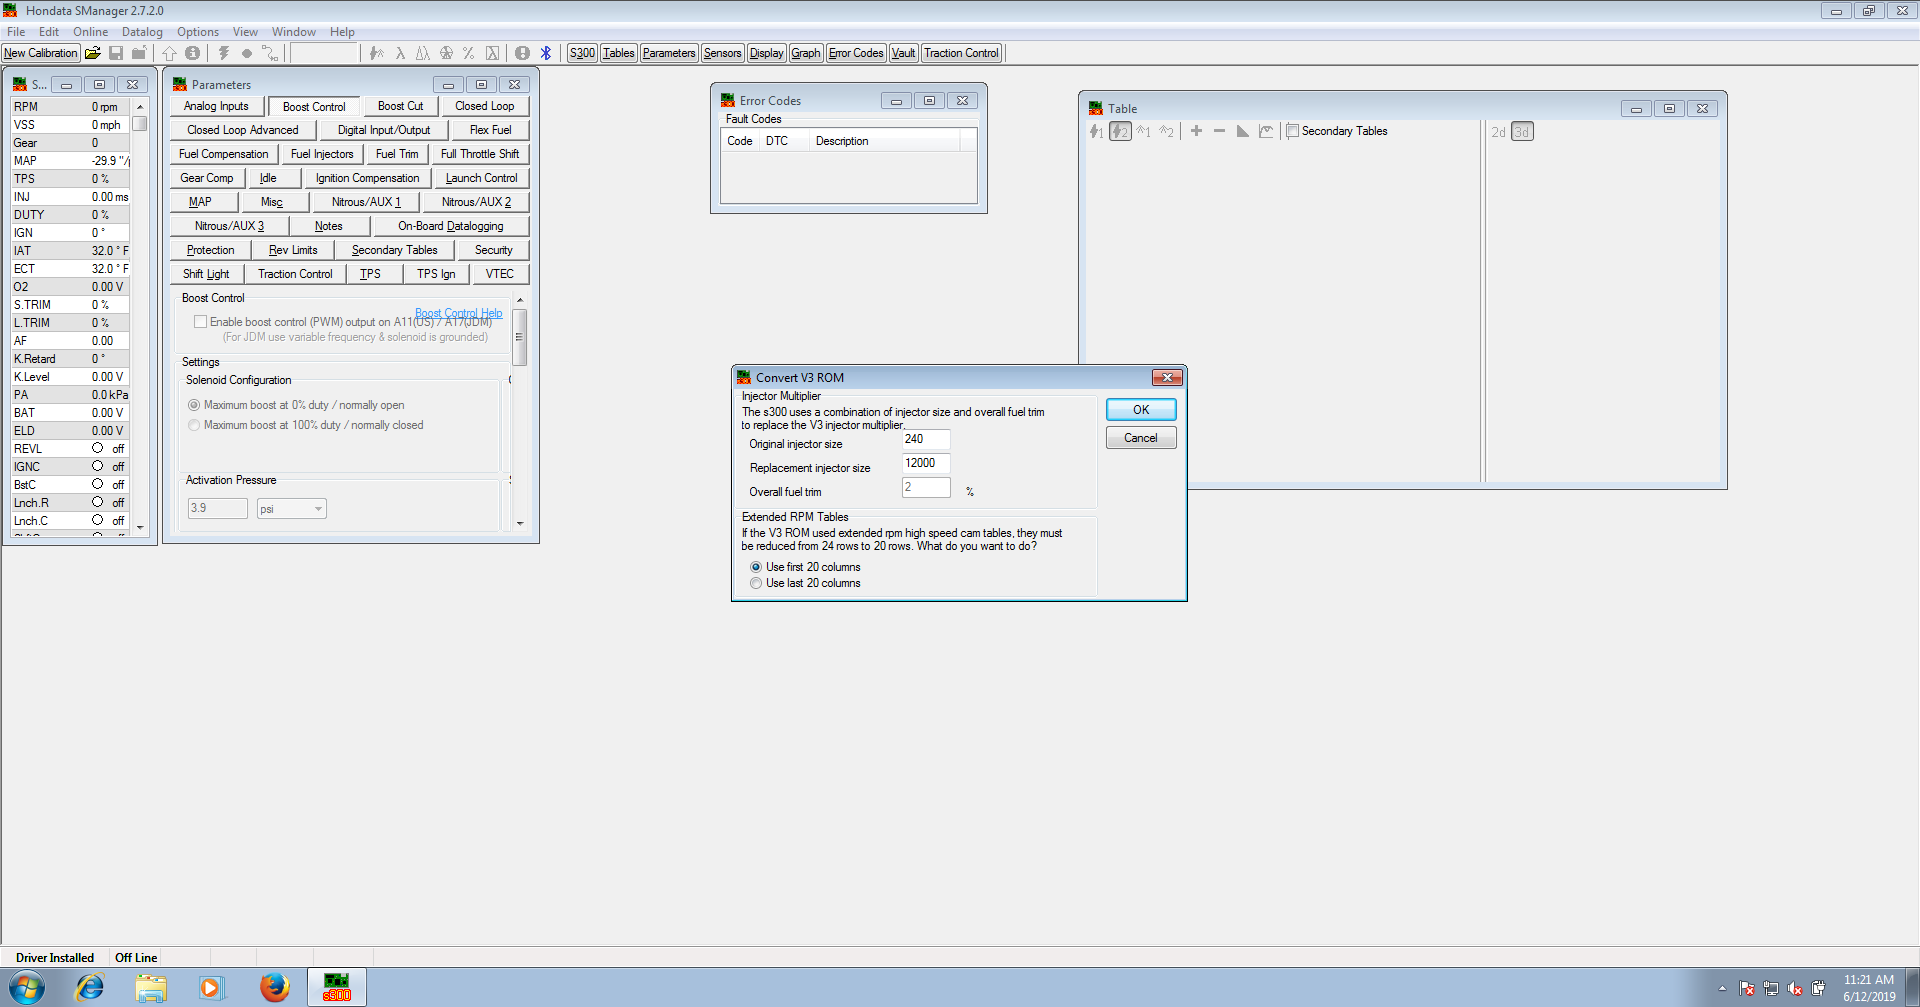 Hondata SManager 2.7.2.0
File Edit Online Datalog Options View Window Help
New Calibration S300 Tables Parameters Sensors Display Graph Error Codes Vault Traction Control
S...
RPM 0 rpm
VSS 0 mph
Gear 0
MAP -29.9 "/
TPS 0 %
INJ 0.00 ms
DUTY 0 %
IGN 0 °
IAT 32.0 ° F
ECT 32.0 ° F
O2 0.00 V
S.TRIM 0 %
L.TRIM 0 %
AF 0.00
K.Retard 0 °
K.Level 0.00 V
PA 0.0 kPa
BAT 0.00 V
ELD 0.00 V
REVL off
IGNC off
BstC off
Lnch.R off
Lnch.C off
Parameters
Analog Inputs Boost Control Boost Cut Closed Loop
Closed Loop Advanced Digital Input/Output Flex Fuel
Fuel Compensation Fuel Injectors Fuel Trim Full Throttle Shift
Gear Comp Idle Ignition Compensation Launch Control
MAP Misc Nitrous/AUX 1 Nitrous/AUX 2
Nitrous/AUX 3 Notes On-Board Datalogging
Protection Rev Limits Secondary Tables Security
Shift Light Traction Control TPS TPS Ign VTEC
Boost Control
Boost Control Help
Enable boost control (PWM) output on A11(US) / A17(JDM)
(For JDM use variable frequency & solenoid is grounded)
Settings
Solenoid Configuration
Maximum boost at 0% duty / normally open
Maximum boost at 100% duty / normally closed
Activation Pressure
3.9 psi
Error Codes
Fault Codes
Code DTC Description
Table
1 2 1 2 Secondary Tables 2d 3d
Convert V3 ROM
Injector Multiplier
The s300 uses a combination of injector size and overall fuel trim
to replace the V3 injector multiplier.
Original injector size 240
Replacement injector size 12000
Overall fuel trim 2 %
OK
Cancel
Extended RPM Tables
If the V3 ROM used extended rpm high speed cam tables, they must
be reduced from 24 rows to 20 rows. What do you want to do?
Use first 20 columns
Use last 20 columns
Driver Installed Off Line
s300
11:21 AM
6/12/2019